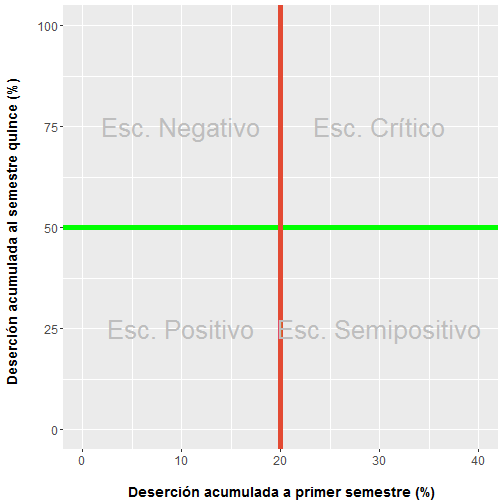 Deserción acumulada al semestre quince (%)
100
75
50
25
0
Esc. Negativo
Esc. Crítico
Esc. Positivo
Esc. Semipositivo
0
10
20
30
40
Deserción acumulada a primer semestre (%)